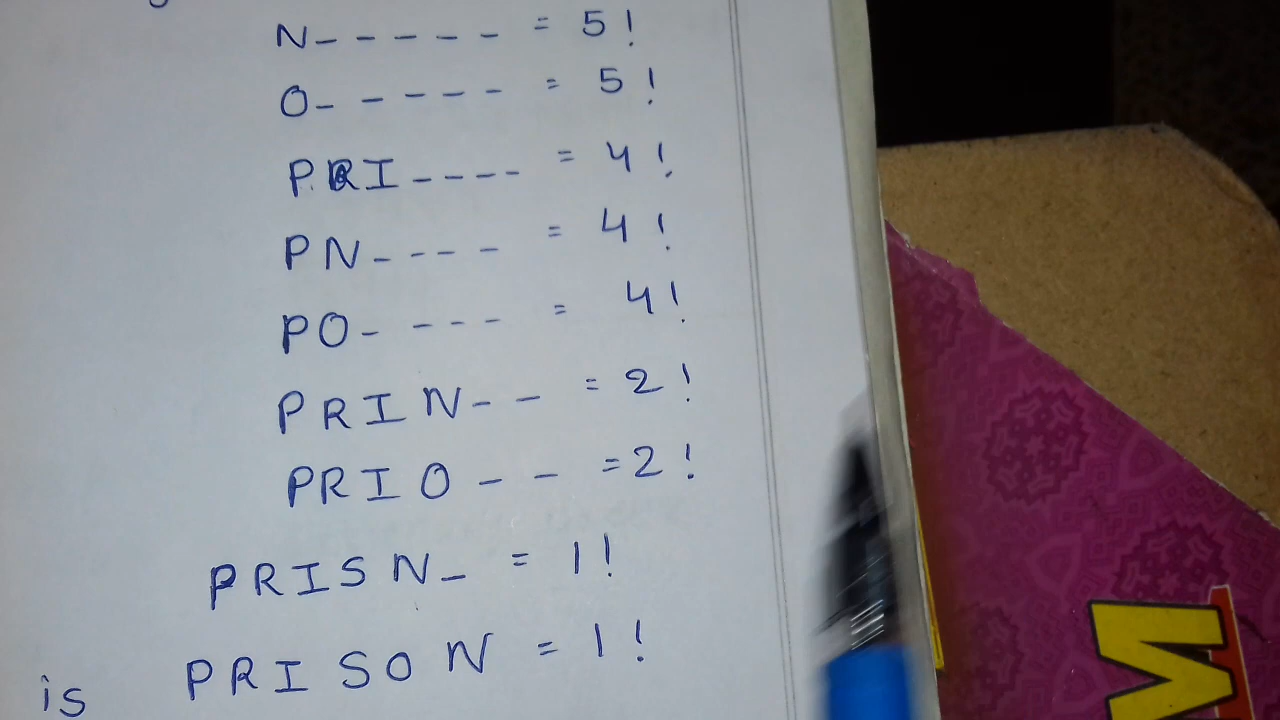 N - - - - - = 5!
O - - - - - = 5!
PRI - - - - = 4!
PN - - - - = 4!
PO - - - - = 4!
PRIN - - = 2!
PRIO - - = 2!
PRISN - = 1!
is PRISON = 1!
M